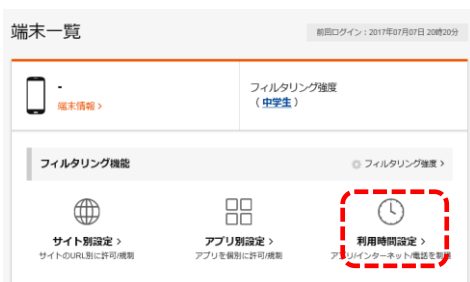 端末一覧
前回ログイン：2017年07月07日 20時20分
-
端末情報 >
フィルタリング強度
（ 中学生 ）
フィルタリング機能
フィルタリング強度 >
サイト別設定 >
サイトのURL別に許可/規制
アプリ別設定 >
アプリを個別に許可/規制
利用時間設定 >
アプリ/インターネット/電話を制限